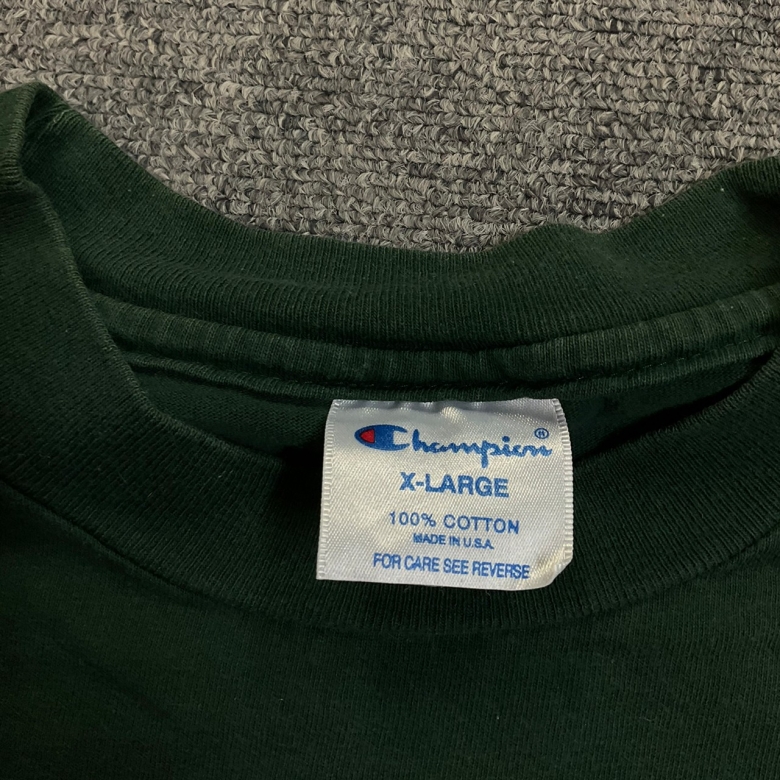 Champion®
X-LARGE
100% COTTON
MADE IN U.S.A.
FOR CARE SEE REVERSE